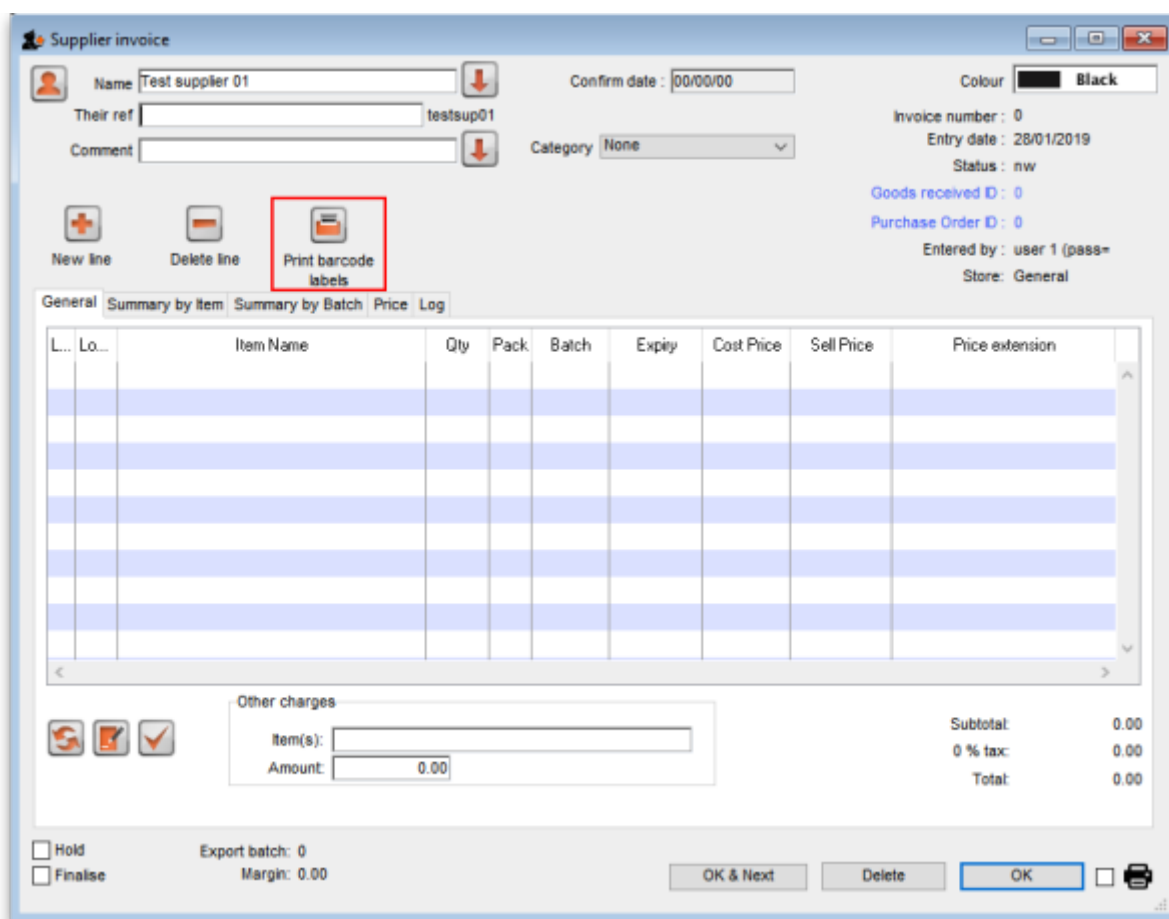 Supplier invoice
Name Test supplier 01 Confirm date : 00/00/00 Colour Black
Their ref testsup01 Invoice number : 0
Comment Category None Entry date : 28/01/2019
Status : nw
Goods received ID : 0
Purchase Order ID : 0
Entered by : user 1 (pass=
Store: General
New line Delete line Print barcode
labels
General Summary by Item Summary by Batch Price Log
L... Lo... Item Name Qty Pack Batch Expiry Cost Price Sell Price Price extension
Other charges
Item(s):
Amount: 0.00
Subtotal: 0.00
0 % tax: 0.00
Total: 0.00
Hold Export batch: 0
Finalise Margin: 0.00
OK & Next Delete OK